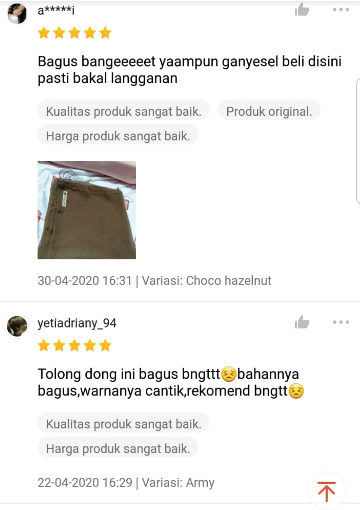 a*****i
Bagus bangeeeeet yaampun ganyesel beli disini
pasti bakal langganan
Kualitas produk sangat baik.
Produk original.
Harga produk sangat baik.
30-04-2020 16:31 | Variasi: Choco hazelnut
yetiadriany_94
Tolong dong ini bagus bngttt😣bahannya
bagus,warnanya cantik,rekomend bngtt😣
Kualitas produk sangat baik.
Harga produk sangat baik.
22-04-2020 16:29 | Variasi: Army